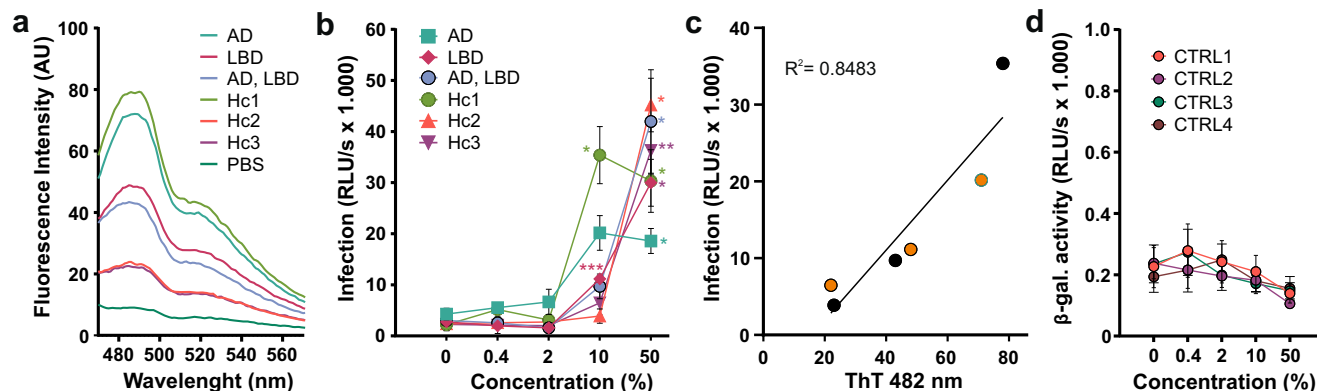 a
Fluorescence Intensity (AU)
100
80
60
40
20
0
480
500
520
540
560
Wavelenght (nm)
AD
LBD
AD, LBD
Hc1
Hc2
Hc3
PBS
b
Infection (RLU/s x 1.000)
60
50
40
30
20
10
0
0
0.4
2
10
50
Concentration (%)
AD
LBD
AD, LBD
Hc1
Hc2
Hc3
*
***
*
*
**
*
*
*
c
Infection (RLU/s x 1.000)
40
30
20
10
0
0
20
40
60
80
ThT 482 nm
R²= 0.8483
d
β-gal. activity (RLU/s x 1.000)
1.0
0.8
0.6
0.4
0.2
0.0
0
0.4
2
10
50
Concentration (%)
CTRL1
CTRL2
CTRL3
CTRL4